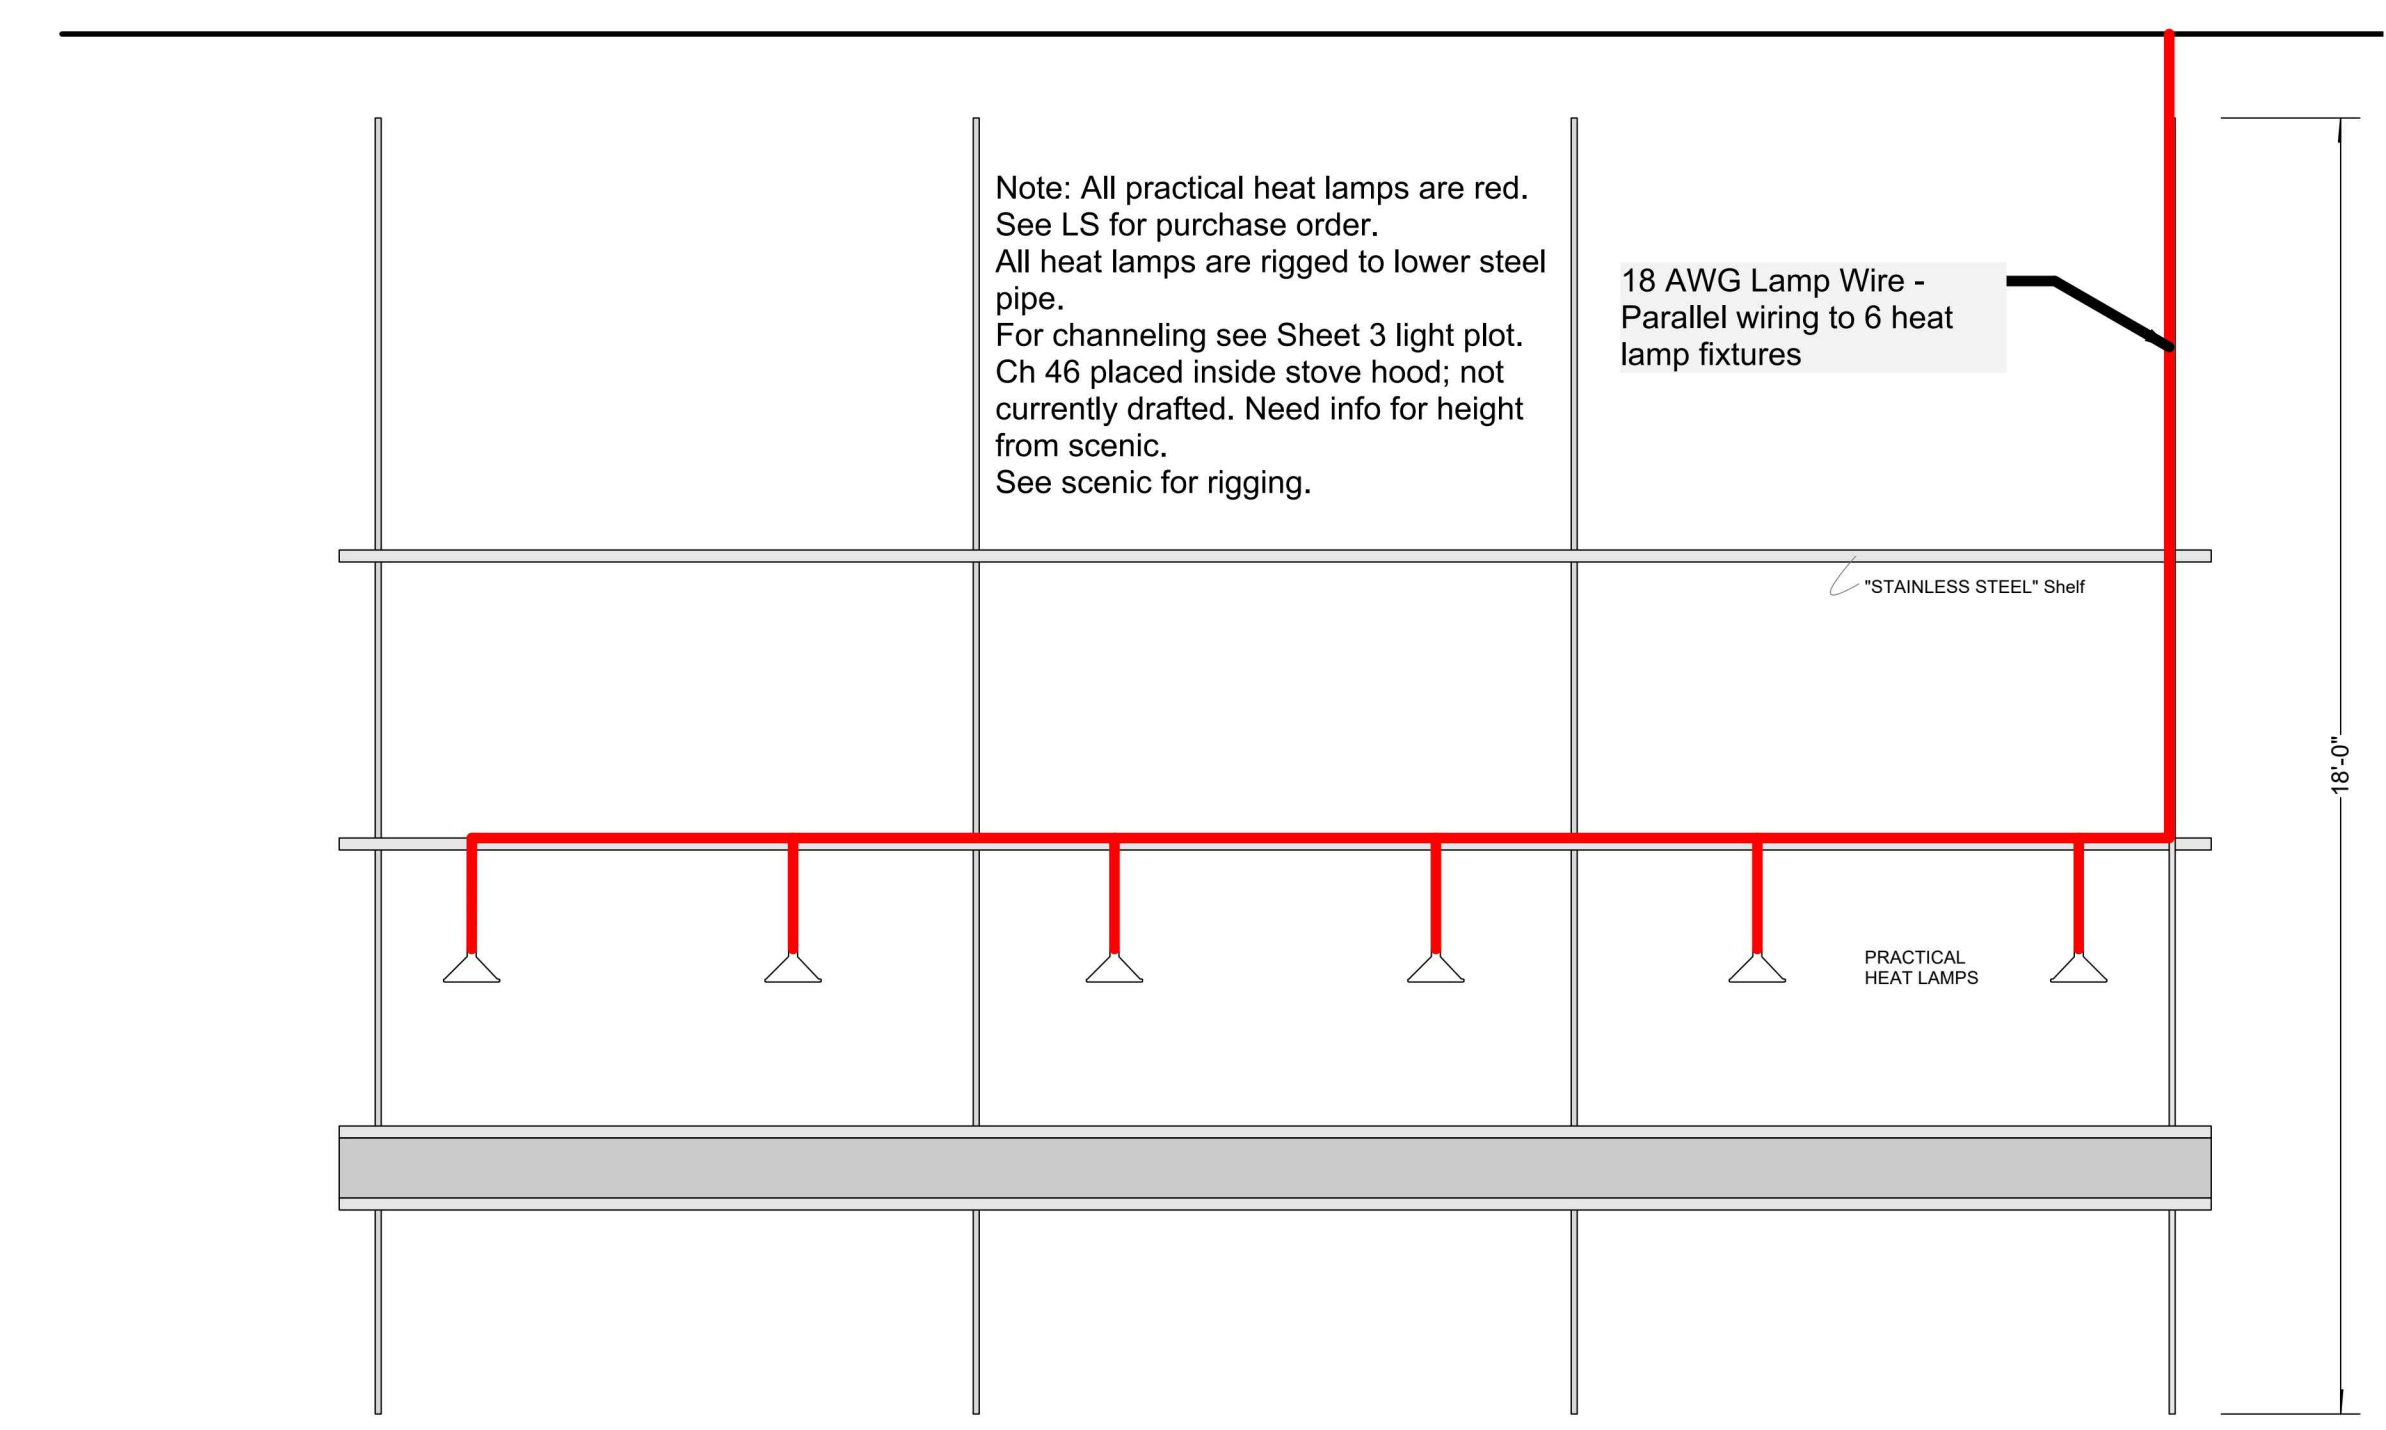 Note: All practical heat lamps are red.
See LS for purchase order.
All heat lamps are rigged to lower steel
pipe.
For channeling see Sheet 3 light plot.
Ch 46 placed inside stove hood; not
currently drafted. Need info for height
from scenic.
See scenic for rigging.
18 AWG Lamp Wire -
Parallel wiring to 6 heat
lamp fixtures
"STAINLESS STEEL" Shelf
18'-0"
PRACTICAL
HEAT LAMPS